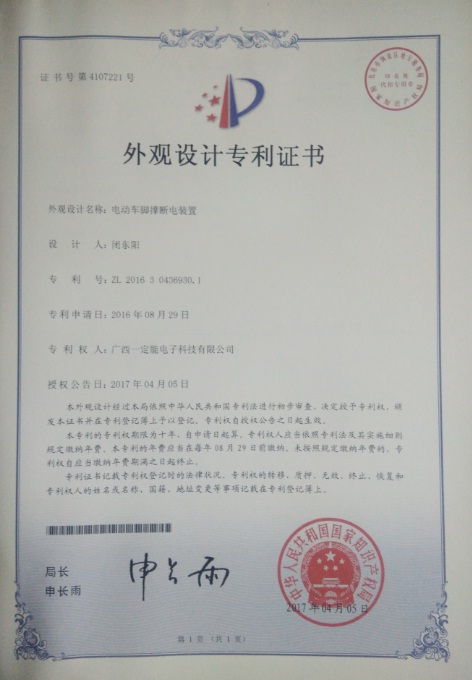 证书号第4107221号
外观设计专利证书
外观设计名称：电动车脚撑断电装置
设计人：闭东阳
专利号：ZL 2016 3 0436930.1
专利申请日：2016年08月29日
专利权人：广西一定能电子科技有限公司
授权公告日：2017年04月05日
本外观设计经过本局依照中华人民共和国专利法进行初步审查，决定授予专利权，颁
发本证书并在专利登记簿上予以登记。专利权自授权公告之日起生效。
本专利的专利权期限为十年，自申请日起算。专利权人应当依照专利法及其实施细则
规定缴纳年费。本专利的年费应当在每年08月29日前缴纳。未按照规定缴纳年费的，专
利权自应当缴纳年费期满之日起终止。
专利证书记载专利权登记时的法律状况。专利权的转移、质押、无效、终止、恢复和
专利权人的姓名或名称、国籍、地址变更等事项记载在专利登记簿上。
局长
申长雨
申长雨
中华人民共和国国家知识产权局
2017年04月05日
第1页（共1页）